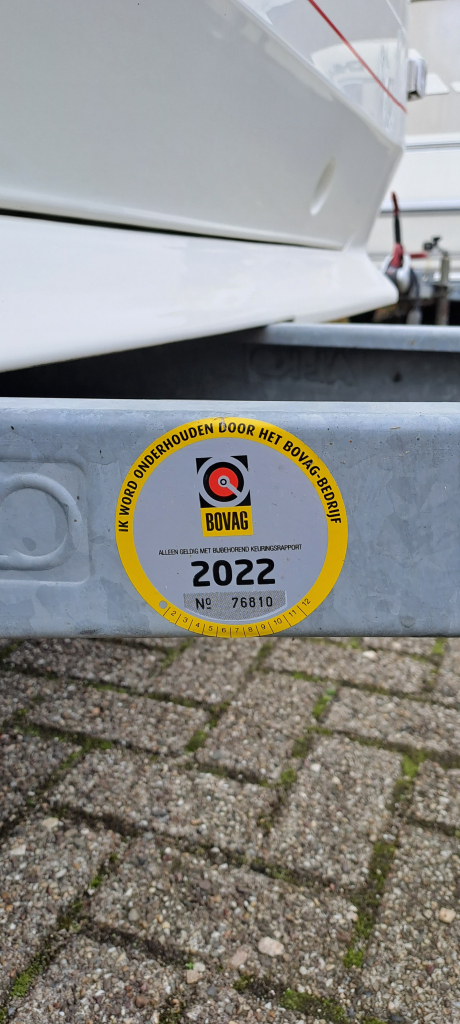 IK WORD ONDERHOUDEN DOOR HET BOVAG-BEDRIJF
BOVAG
ALLEEN GELDIG MET BIJBEHOREND KEURINGSRAPPORT
2022
Nº 76810
2 3 4 5 6 7 8 9 10 11 12